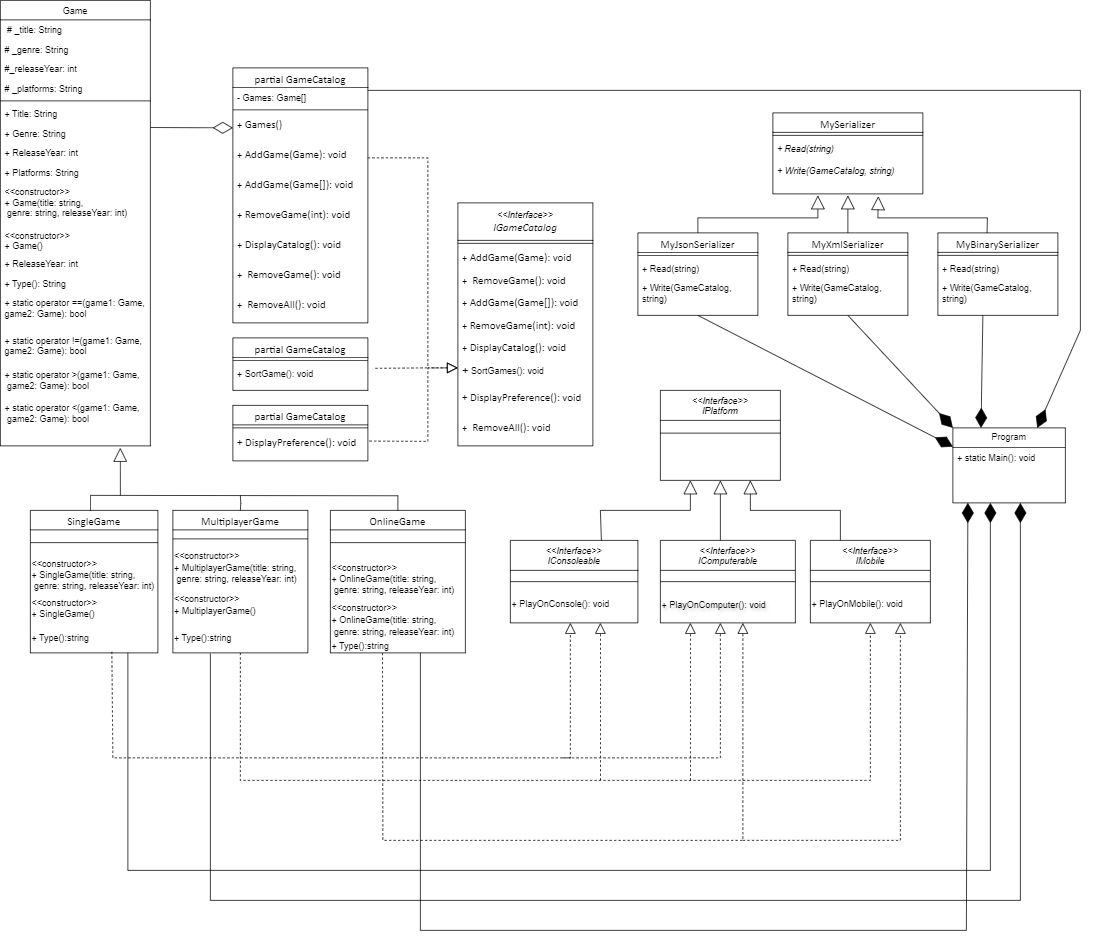 Game
# _title: String
# _genre: String
#_releaseYear: int
# _platforms: String
+ Title: String
+ Genre: String
+ ReleaseYear: int
+ Platforms: String
<<constructor>>
+ Game(title: string,
genre: string, releaseYear: int)
<<constructor>>
+ Game()
+ ReleaseYear: int
+ Type(): String
+ static operator ==(game1: Game,
game2: Game): bool
+ static operator !=(game1: Game,
game2: Game): bool
+ static operator >(game1: Game,
game2: Game): bool
+ static operator <(game1: Game,
game2: Game): bool
partial GameCatalog
- Games: Game[]
+ Games()
+ AddGame(Game): void
+ AddGame(Game[]): void
+ RemoveGame(int): void
+ DisplayCatalog(): void
+ RemoveGame(): void
+ RemoveAll(): void
partial GameCatalog
+ SortGame(): void
partial GameCatalog
+ DisplayPreference(): void
<<Interface>>
IGameCatalog
+ AddGame(Game): void
+ RemoveGame(): void
+ AddGame(Game[]): void
+ RemoveGame(int): void
+ DisplayCatalog(): void
+ SortGames(): void
+ DisplayPreference(): void
+ RemoveAll(): void
MySerializer
+ Read(string)
+ Write(GameCatalog, string)
MyJsonSerializer
+ Read(string)
+ Write(GameCatalog,
string)
MyXmlSerializer
+ Read(string)
+ Write(GameCatalog,
string)
MyBinarySerializer
+ Read(string)
+ Write(GameCatalog,
string)
<<Interface>>
IPlatform
Program
+ static Main(): void
SingleGame
<<constructor>>
+ SingleGame(title: string,
genre: string, releaseYear: int)
<<constructor>>
+ SingleGame()
+ Type():string
MultiplayerGame
<<constructor>>
+ MultiplayerGame(title: string,
genre: string, releaseYear: int)
<<constructor>>
+ MultiplayerGame()
+ Type():string
OnlineGame
<<constructor>>
+ OnlineGame(title: string,
genre: string, releaseYear: int)
<<constructor>>
+ OnlineGame(title: string,
genre: string, releaseYear: int)
+ Type():string
<<Interface>>
IConsoleable
+ PlayOnConsole(): void
<<Interface>>
IComputerable
+ PlayOnComputer(): void
<<Interface>>
IMobile
+ PlayOnMobile(): void